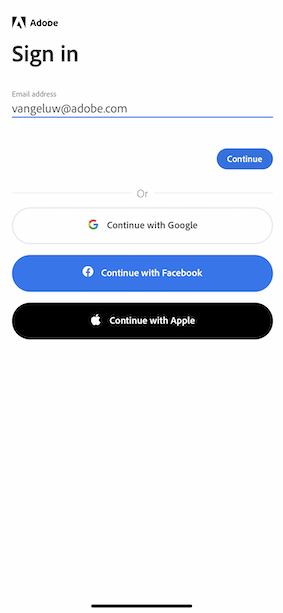 Adobe
Sign in
Email address
vangeluw@adobe.com
Continue
Or
Continue with Google
Continue with Facebook
Continue with Apple